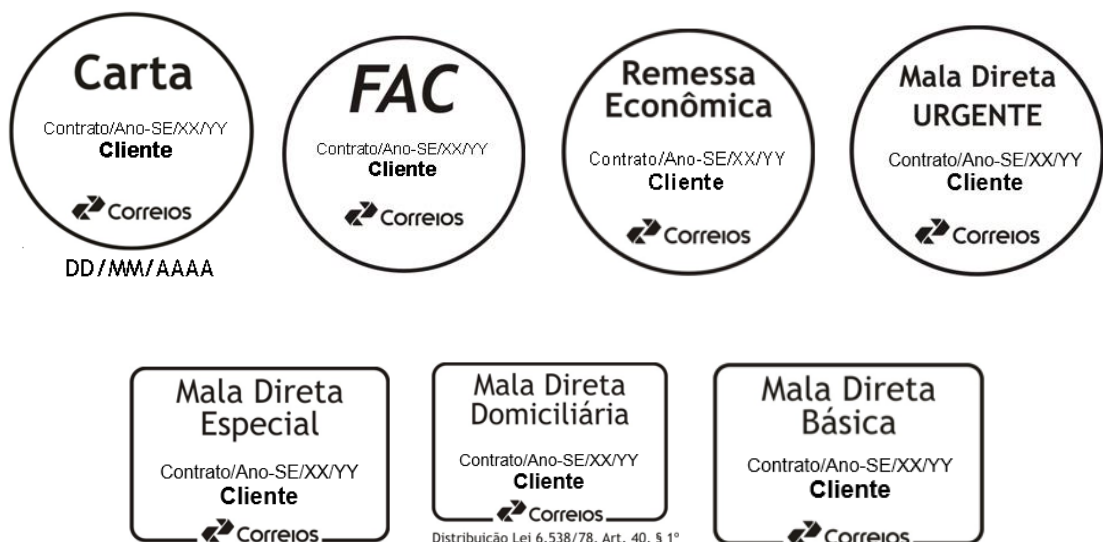 Carta
Contrato/Ano-SE/XX/YY
Cliente
Correios
DD/MM/AAAA
FAC
Contrato/Ano-SE/XX/YY
Cliente
Correios
Remessa
Econômica
Contrato/Ano-SE/XX/YY
Cliente
Correios
Mala Direta
URGENTE
Contrato/Ano-SE/XX/YY
Cliente
Correios
Mala Direta
Especial
Contrato/Ano-SE/XX/YY
Cliente
Correios
Mala Direta
Domiciliária
Contrato/Ano-SE/XX/YY
Cliente
Correios
Distribuição Lei 6.538/78, Art. 40, § 1º
Mala Direta
Básica
Contrato/Ano-SE/XX/YY
Cliente
Correios